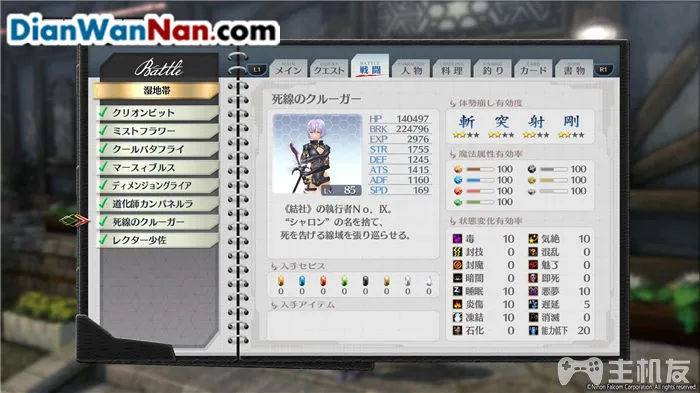 DianWanNan.com
Battle
湿地帯
クリオンビット
ミストフラワー
クールバタフライ
マースィブルス
ディメンジョングライア
道化師カンパネルラ
死線のクルーガー
レクター少佐
L1
メイン
クエスト
BATTLE
戦闘
人物
料理
釣り
カード
書物
R1
死線のクルーガー
Lv. 85
HP 140497
BRK 224796
EXP 2976
STR 1755
DEF 1245
ATS 1415
ADF 1160
SPD 169
《結社》の執行者No. Ⅸ。
“シャロン”の名を捨て、
死を告げる線域を張り巡らせる。
入手セピス
0 0 0 0 0 0 0 0
入手アイテム
体勢崩し有効度
斬 突 射 剛
魔法属性有効率
100 100
100 100
100 100
100
状態変化有効率
毒 10 気絶 10
封技 0 混乱 0
封魔 0 魅了 0
暗闇 0 即死 0
睡眠 10 悪夢 10
炎傷 10 遅延 5
凍結 10 消滅 0
石化 0 能力低下 20
主机友
©Nihon Falcom Corporation. All rights reserved.